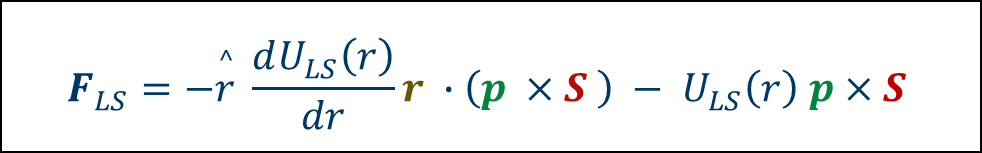 F_LS = −r̂ dU_LS(r)/dr r · (p × S) − U_LS(r) p × S